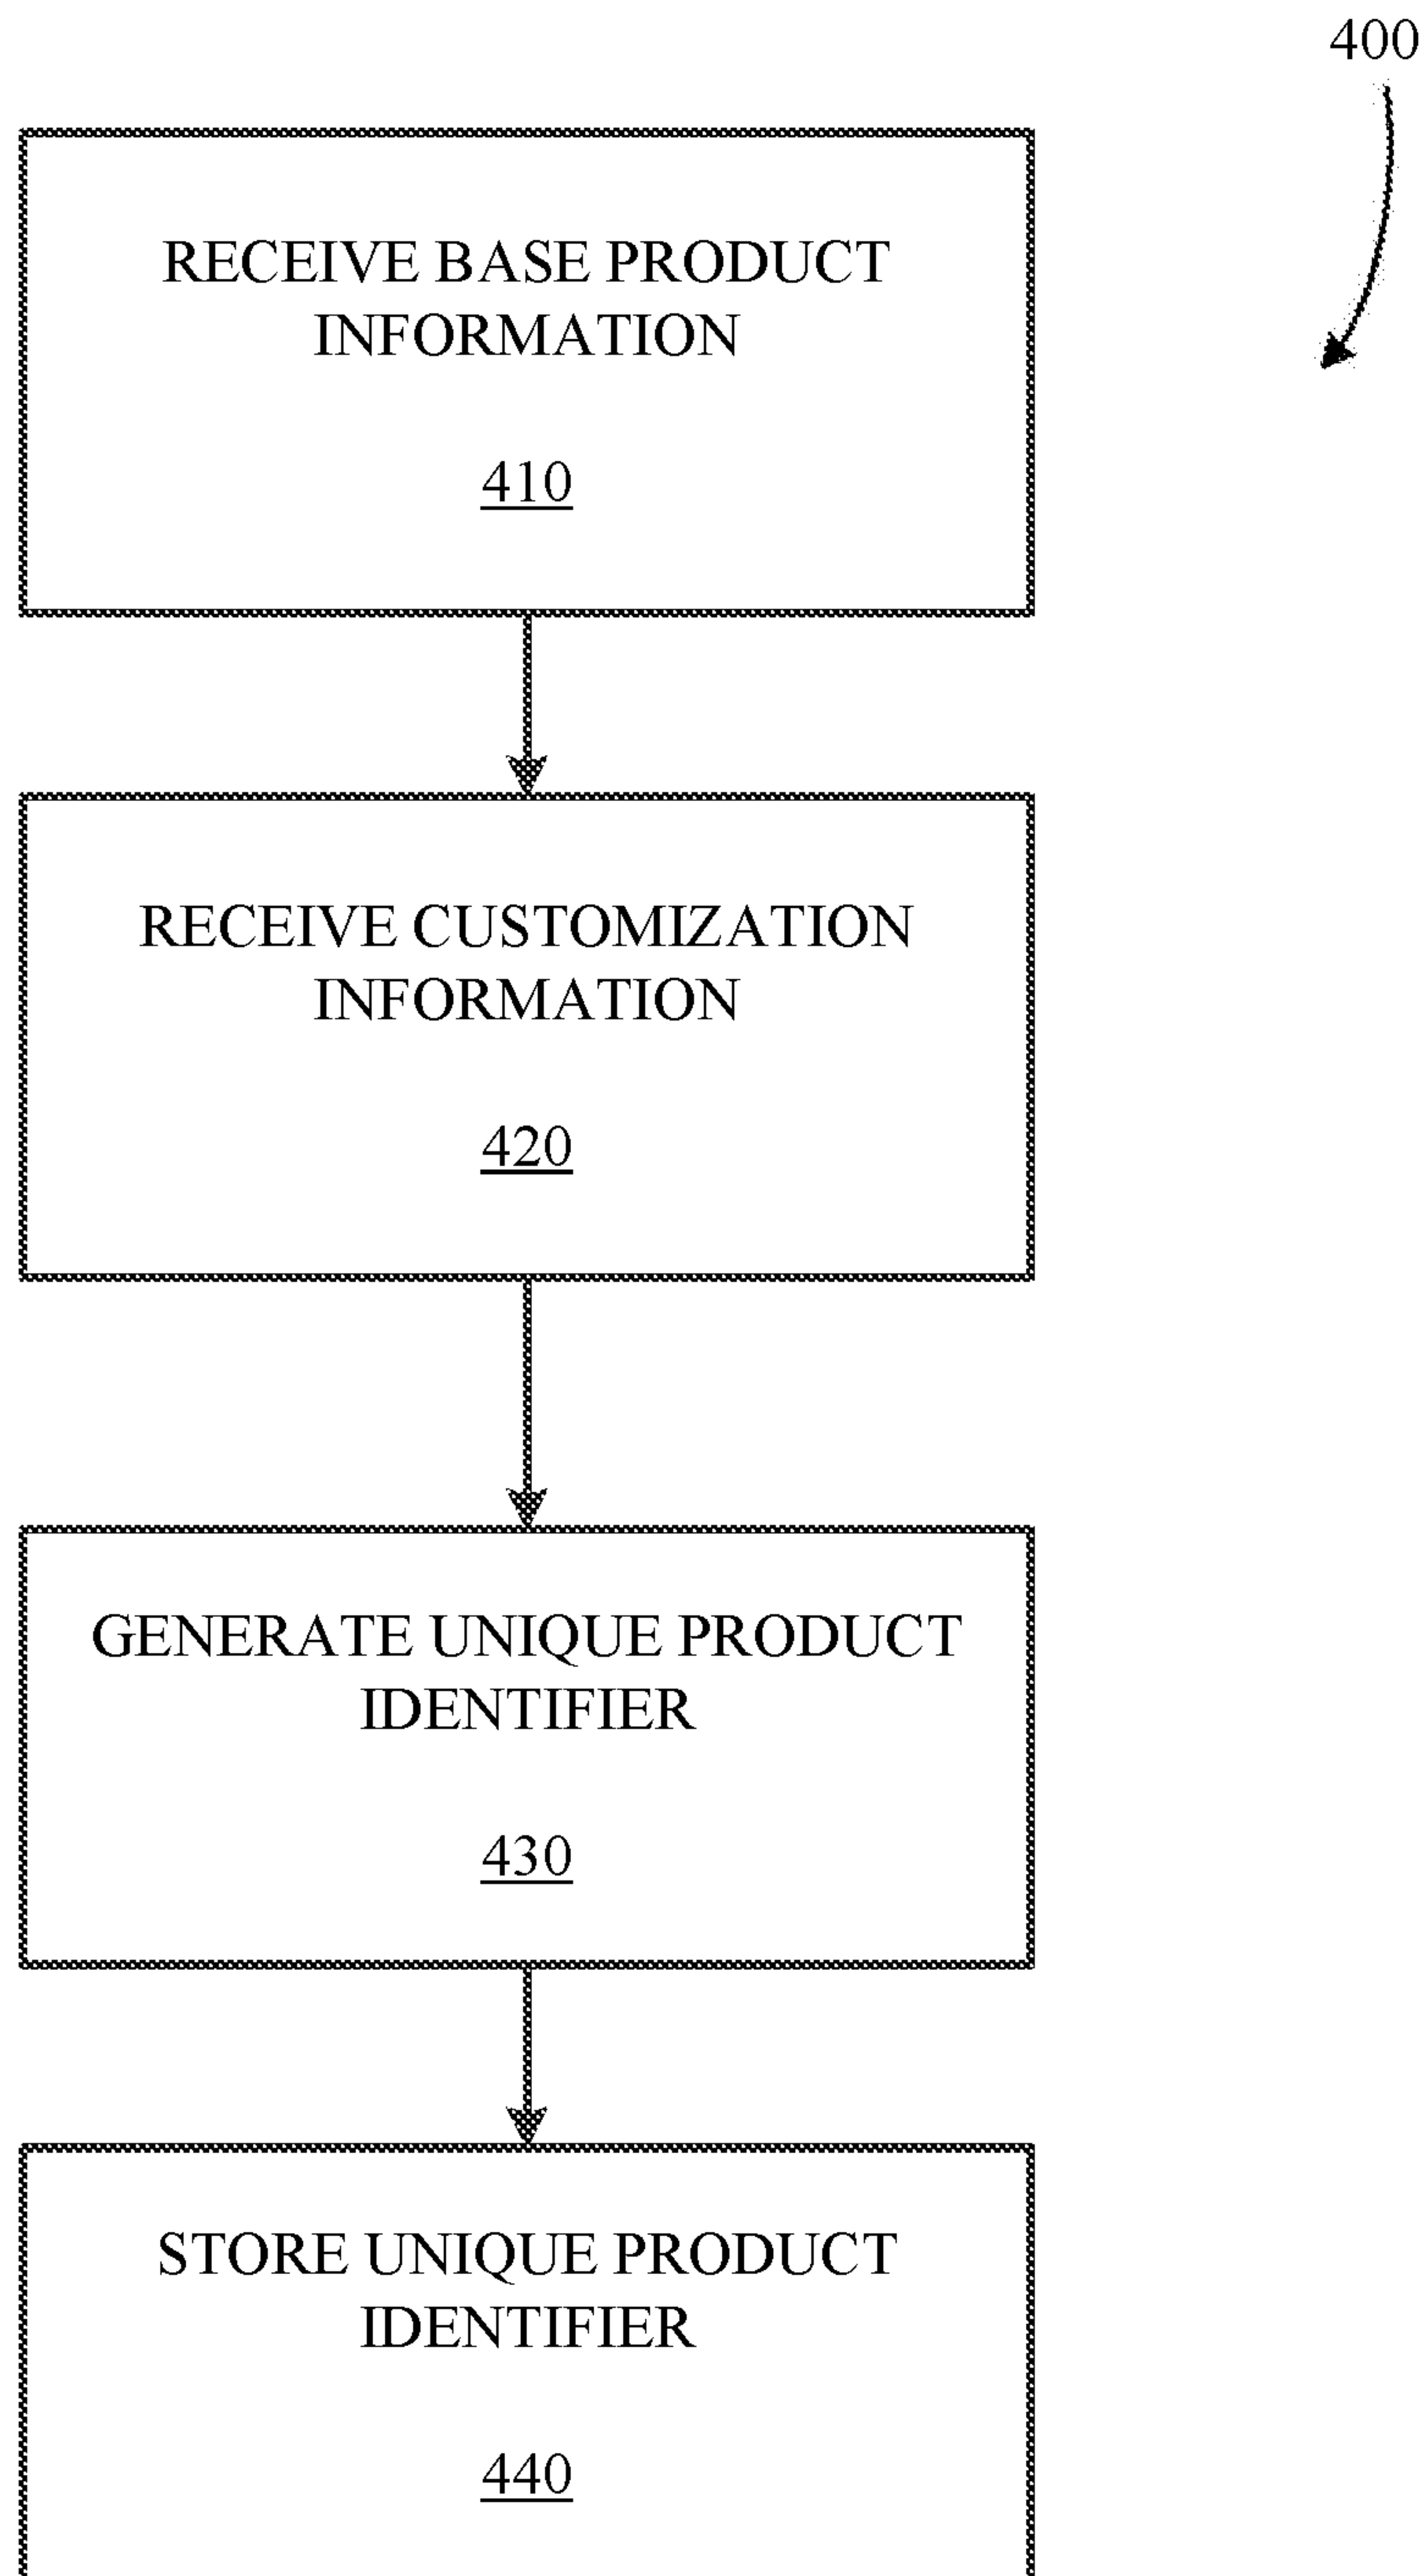 400
RECEIVE BASE PRODUCT
INFORMATION
410
RECEIVE CUSTOMIZATION
INFORMATION
420
GENERATE UNIQUE PRODUCT
IDENTIFIER
430
STORE UNIQUE PRODUCT
IDENTIFIER
440